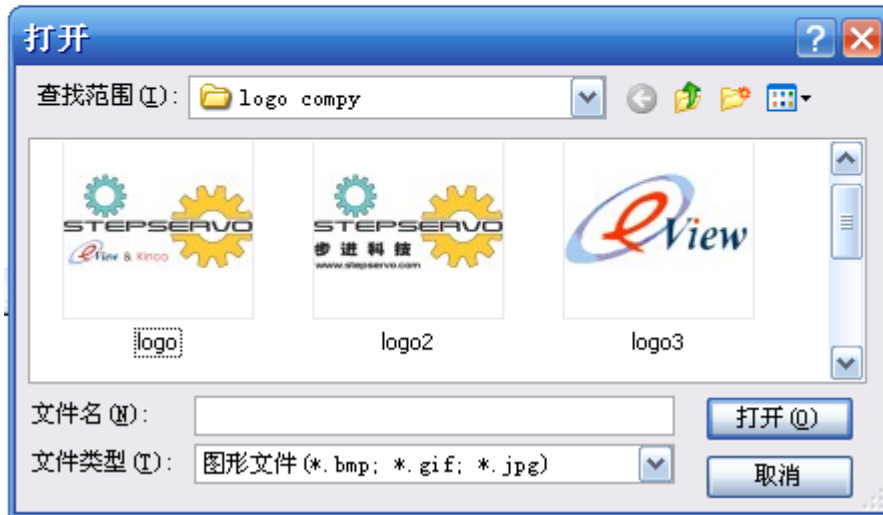 打开
查找范围(I): logo compy
STEPSERVO
eView & Kinco
STEPSERVO
步进科技
www.stepservo.com
eView
logo
logo2
logo3
文件名(N):
打开(O)
文件类型(T): 图形文件(*.bmp; *.gif; *.jpg)
取消